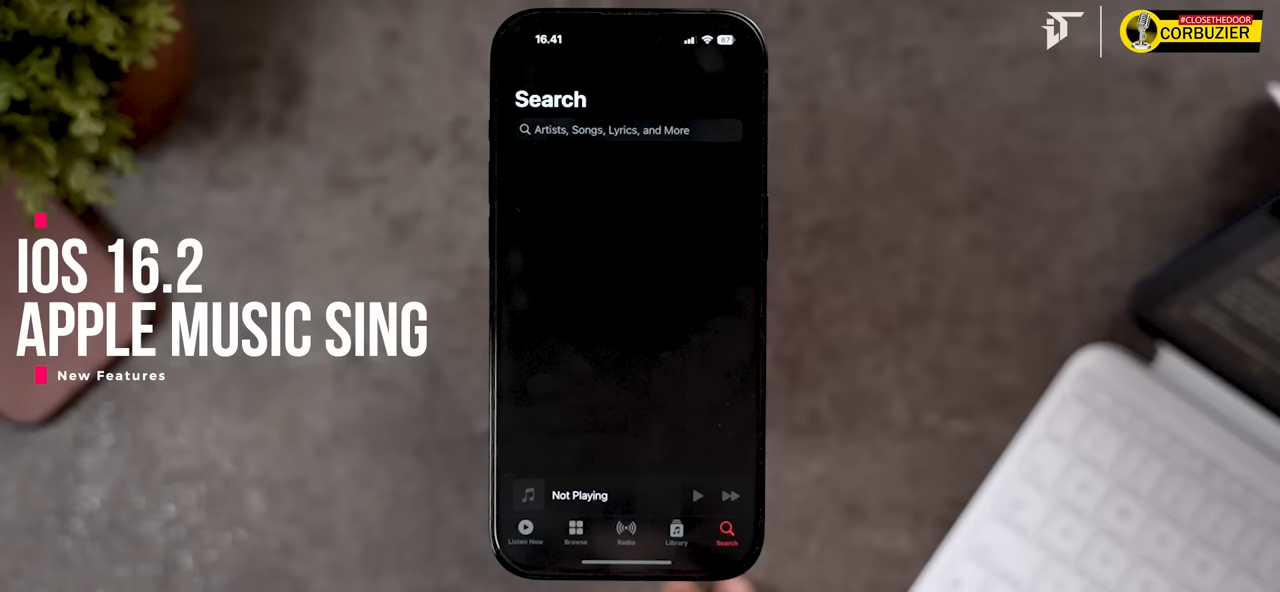 16.41
87
#CLOSETHEDOOR
CORBUZIER
Search
Artists, Songs, Lyrics, and More
IOS 16.2
APPLE MUSIC SING
New Features
Not Playing
Listen Now Browse Radio Library Search